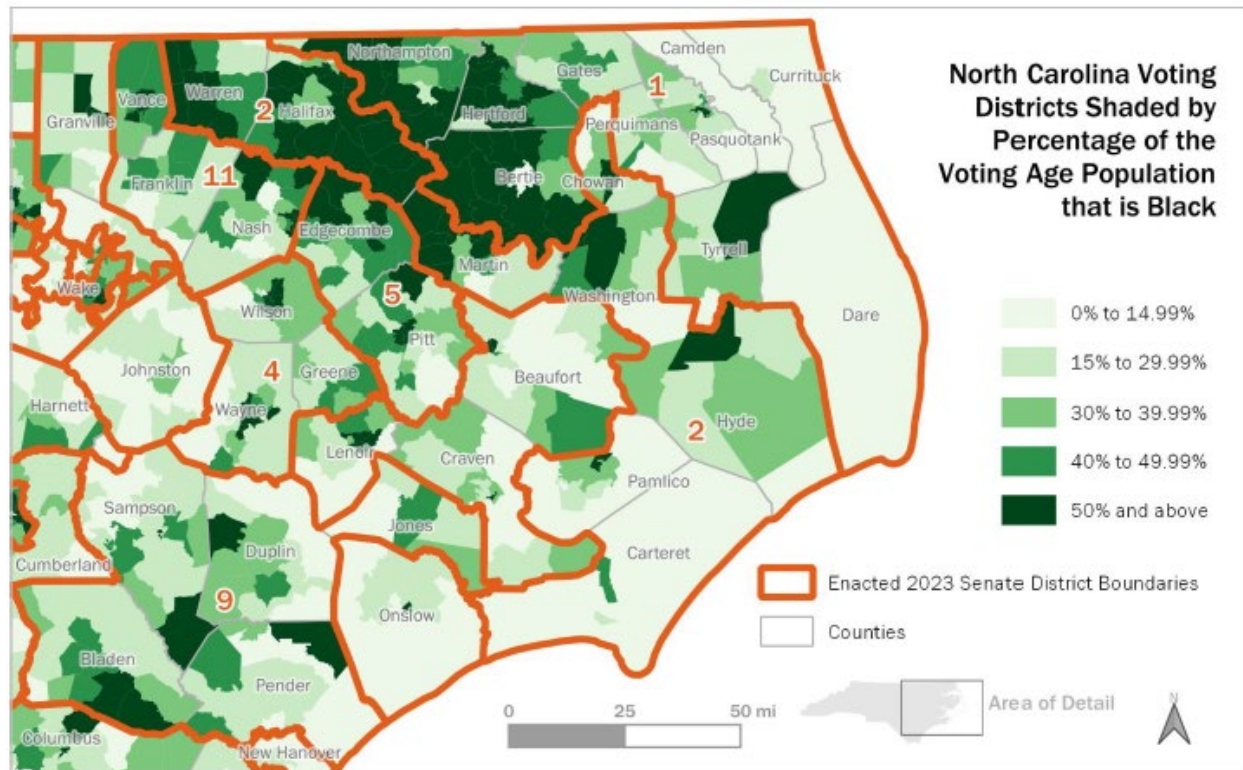 North Carolina Voting
Districts Shaded by
Percentage of the
Voting Age Population
that is Black
0% to 14.99%
15% to 29.99%
30% to 39.99%
40% to 49.99%
50% and above
Enacted 2023 Senate District Boundaries
Counties
Area of Detail
N
0 25 50 mi
Camden
Currituck
Northampton
Gates
1
Vance
Warren
2
Halifax
Hertford
Perquimans
Pasquotank
Granville
Franklin
11
Bertie
Chowan
Nash
Edgecombe
Tyrrell
Martin
Wake
Wilson
5
Washington
Dare
Pitt
Johnston
4
Greene
Beaufort
Harnett
Wayne
Hyde
2
Lenoir
Craven
Pamlico
Sampson
Jones
Duplin
Carteret
Cumberland
9
Onslow
Bladen
Pender
Columbus
New Hanover